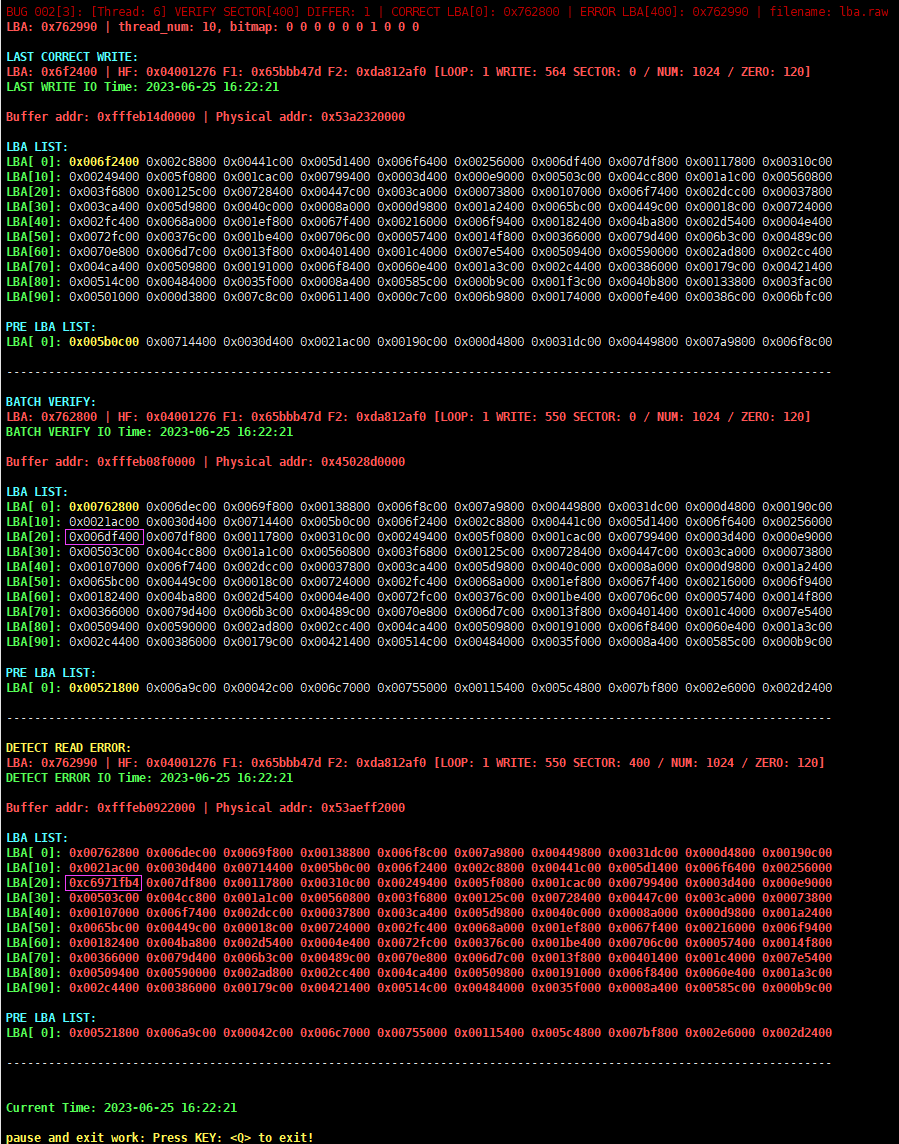 BUG 002[3]: [Thread: 6] VERIFY SECTOR[400] DIFFER: 1 | CORRECT LBA[0]: 0x762800 | ERROR LBA[400]: 0x762990 | filename: lba.raw
LBA: 0x762990 | thread_num: 10, bitmap: 0 0 0 0 0 0 1 0 0 0
LAST CORRECT WRITE:
LBA: 0x6f2400 | HF: 0x04001276 F1: 0x65bbb47d F2: 0xda812af0 [LOOP: 1 WRITE: 564 SECTOR: 0 / NUM: 1024 / ZERO: 120]
LAST WRITE IO Time: 2023-06-25 16:22:21
Buffer addr: 0xfffeb14d0000 | Physical addr: 0x53a2320000
LBA LIST:
LBA[ 0]: 0x006f2400 0x002c8800 0x00441c00 0x005d1400 0x006f6400 0x00256000 0x006df400 0x007df800 0x00117800 0x00310c00
LBA[10]: 0x00249400 0x005f0800 0x001cac00 0x00799400 0x0003d400 0x000e9000 0x00503c00 0x004cc800 0x001a1c00 0x00560800
LBA[20]: 0x003f6800 0x00125c00 0x00728400 0x00447c00 0x003ca000 0x00073800 0x00107000 0x006f7400 0x002dcc00 0x00037800
LBA[30]: 0x003ca400 0x005d9800 0x0040c000 0x0008a000 0x000d9800 0x001a2400 0x0065bc00 0x00449c00 0x00018c00 0x00724000
LBA[40]: 0x002fc400 0x0068a000 0x001ef800 0x0067f400 0x00216000 0x006f9400 0x00182400 0x004ba800 0x002d5400 0x0004e400
LBA[50]: 0x0072fc00 0x00376c00 0x001be400 0x00706c00 0x00057400 0x0014f800 0x00366000 0x0079d400 0x006b3c00 0x00489c00
LBA[60]: 0x0070e800 0x006d7c00 0x0013f800 0x00401400 0x001c4000 0x007e5400 0x00509400 0x00590000 0x002ad800 0x002cc400
LBA[70]: 0x004ca400 0x00509800 0x00191000 0x006f8400 0x0060e400 0x001a3c00 0x002c4400 0x00386000 0x00179c00 0x00421400
LBA[80]: 0x00514c00 0x00484000 0x0035f000 0x0008a400 0x00585c00 0x000b9c00 0x001f3c00 0x0040b800 0x00133800 0x003fac00
LBA[90]: 0x00501000 0x000d3800 0x007c8c00 0x00611400 0x000c7c00 0x006b9800 0x00174000 0x000fe400 0x00386c00 0x006bfc00
PRE LBA LIST:
LBA[ 0]: 0x005b0c00 0x00714400 0x0030d400 0x0021ac00 0x00190c00 0x000d4800 0x0031dc00 0x00449800 0x007a9800 0x006f8c00
----------------------------------------------------------------------------------------------------------------------
BATCH VERIFY:
LBA: 0x762800 | HF: 0x04001276 F1: 0x65bbb47d F2: 0xda812af0 [LOOP: 1 WRITE: 550 SECTOR: 0 / NUM: 1024 / ZERO: 120]
BATCH VERIFY IO Time: 2023-06-25 16:22:21
Buffer addr: 0xfffeb08f0000 | Physical addr: 0x45028d0000
LBA LIST:
LBA[ 0]: 0x00762800 0x006dec00 0x0069f800 0x00138800 0x006f8c00 0x007a9800 0x00449800 0x0031dc00 0x000d4800 0x00190c00
LBA[10]: 0x0021ac00 0x0030d400 0x00714400 0x005b0c00 0x006f2400 0x002c8800 0x00441c00 0x005d1400 0x006f6400 0x00256000
LBA[20]: 0x006df400 0x007df800 0x00117800 0x00310c00 0x00249400 0x005f0800 0x001cac00 0x00799400 0x0003d400 0x000e9000
LBA[30]: 0x00503c00 0x004cc800 0x001a1c00 0x00560800 0x003f6800 0x00125c00 0x00728400 0x00447c00 0x003ca000 0x00073800
LBA[40]: 0x00107000 0x006f7400 0x002dcc00 0x00037800 0x003ca400 0x005d9800 0x0040c000 0x0008a000 0x000d9800 0x001a2400
LBA[50]: 0x0065bc00 0x00449c00 0x00018c00 0x00724000 0x002fc400 0x0068a000 0x001ef800 0x0067f400 0x00216000 0x006f9400
LBA[60]: 0x00182400 0x004ba800 0x002d5400 0x0004e400 0x0072fc00 0x00376c00 0x001be400 0x00706c00 0x00057400 0x0014f800
LBA[70]: 0x00366000 0x0079d400 0x006b3c00 0x00489c00 0x0070e800 0x006d7c00 0x0013f800 0x00401400 0x001c4000 0x007e5400
LBA[80]: 0x00509400 0x00590000 0x002ad800 0x002cc400 0x004ca400 0x00509800 0x00191000 0x006f8400 0x0060e400 0x001a3c00
LBA[90]: 0x002c4400 0x00386000 0x00179c00 0x00421400 0x00514c00 0x00484000 0x0035f000 0x0008a400 0x00585c00 0x000b9c00
PRE LBA LIST:
LBA[ 0]: 0x00521800 0x006a9c00 0x00042c00 0x006c7000 0x00755000 0x00115400 0x005c4800 0x007bf800 0x002e6000 0x002d2400
----------------------------------------------------------------------------------------------------------------------
DETECT READ ERROR:
LBA: 0x762990 | HF: 0x04001276 F1: 0x65bbb47d F2: 0xda812af0 [LOOP: 1 WRITE: 550 SECTOR: 400 / NUM: 1024 / ZERO: 120]
DETECT ERROR IO Time: 2023-06-25 16:22:21
Buffer addr: 0xfffeb0922000 | Physical addr: 0x53aeff2000
LBA LIST:
LBA[ 0]: 0x00762800 0x006dec00 0x0069f800 0x00138800 0x006f8c00 0x007a9800 0x00449800 0x0031dc00 0x000d4800 0x00190c00
LBA[10]: 0x0021ac00 0x0030d400 0x00714400 0x005b0c00 0x006f2400 0x002c8800 0x00441c00 0x005d1400 0x006f6400 0x00256000
LBA[20]: 0xc6971fb4 0x007df800 0x00117800 0x00310c00 0x00249400 0x005f0800 0x001cac00 0x00799400 0x0003d400 0x000e9000
LBA[30]: 0x00503c00 0x004cc800 0x001a1c00 0x00560800 0x003f6800 0x00125c00 0x00728400 0x00447c00 0x003ca000 0x00073800
LBA[40]: 0x00107000 0x006f7400 0x002dcc00 0x00037800 0x003ca400 0x005d9800 0x0040c000 0x0008a000 0x000d9800 0x001a2400
LBA[50]: 0x0065bc00 0x00449c00 0x00018c00 0x00724000 0x002fc400 0x0068a000 0x001ef800 0x0067f400 0x00216000 0x006f9400
LBA[60]: 0x00182400 0x004ba800 0x002d5400 0x0004e400 0x0072fc00 0x00376c00 0x001be400 0x00706c00 0x00057400 0x0014f800
LBA[70]: 0x00366000 0x0079d400 0x006b3c00 0x00489c00 0x0070e800 0x006d7c00 0x0013f800 0x00401400 0x001c4000 0x007e5400
LBA[80]: 0x00509400 0x00590000 0x002ad800 0x002cc400 0x004ca400 0x00509800 0x00191000 0x006f8400 0x0060e400 0x001a3c00
LBA[90]: 0x002c4400 0x00386000 0x00179c00 0x00421400 0x00514c00 0x00484000 0x0035f000 0x0008a400 0x00585c00 0x000b9c00
PRE LBA LIST:
LBA[ 0]: 0x00521800 0x006a9c00 0x00042c00 0x006c7000 0x00755000 0x00115400 0x005c4800 0x007bf800 0x002e6000 0x002d2400
----------------------------------------------------------------------------------------------------------------------
Current Time: 2023-06-25 16:22:21
pause and exit work: Press KEY: <Q> to exit!